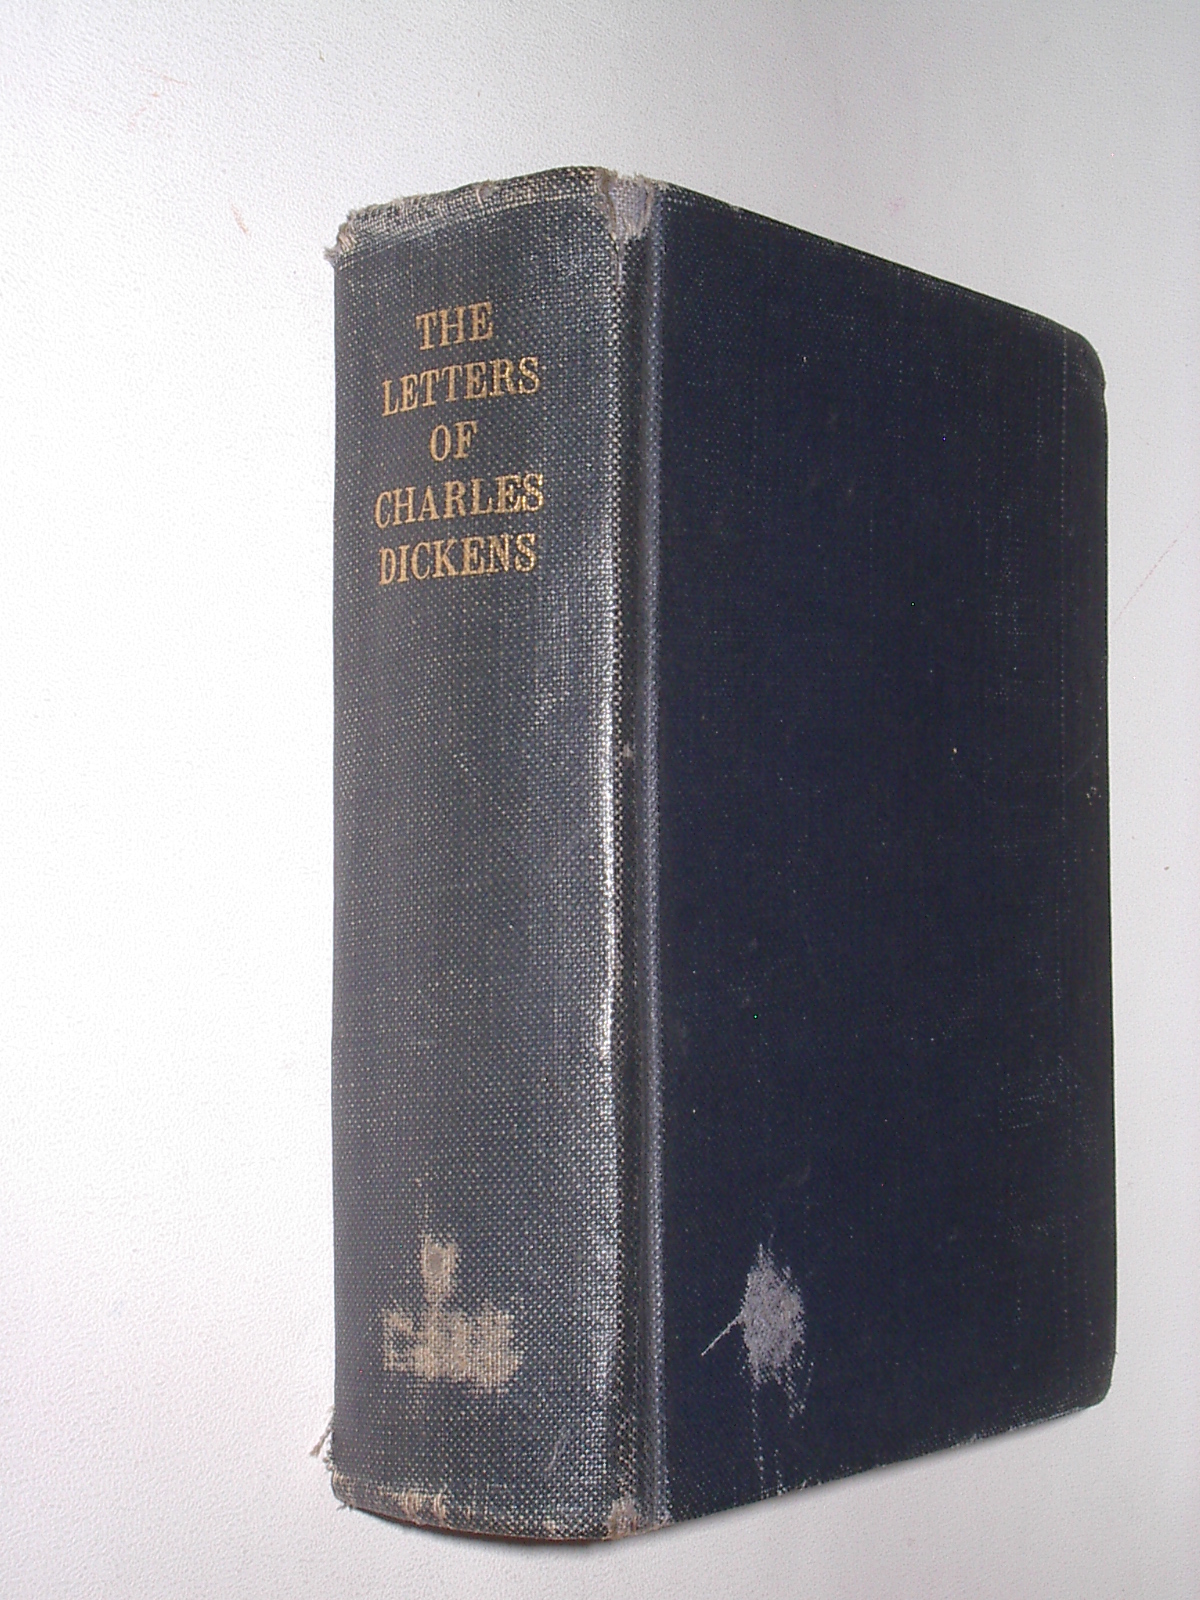 THE
LETTERS
OF
CHARLES
DICKENS